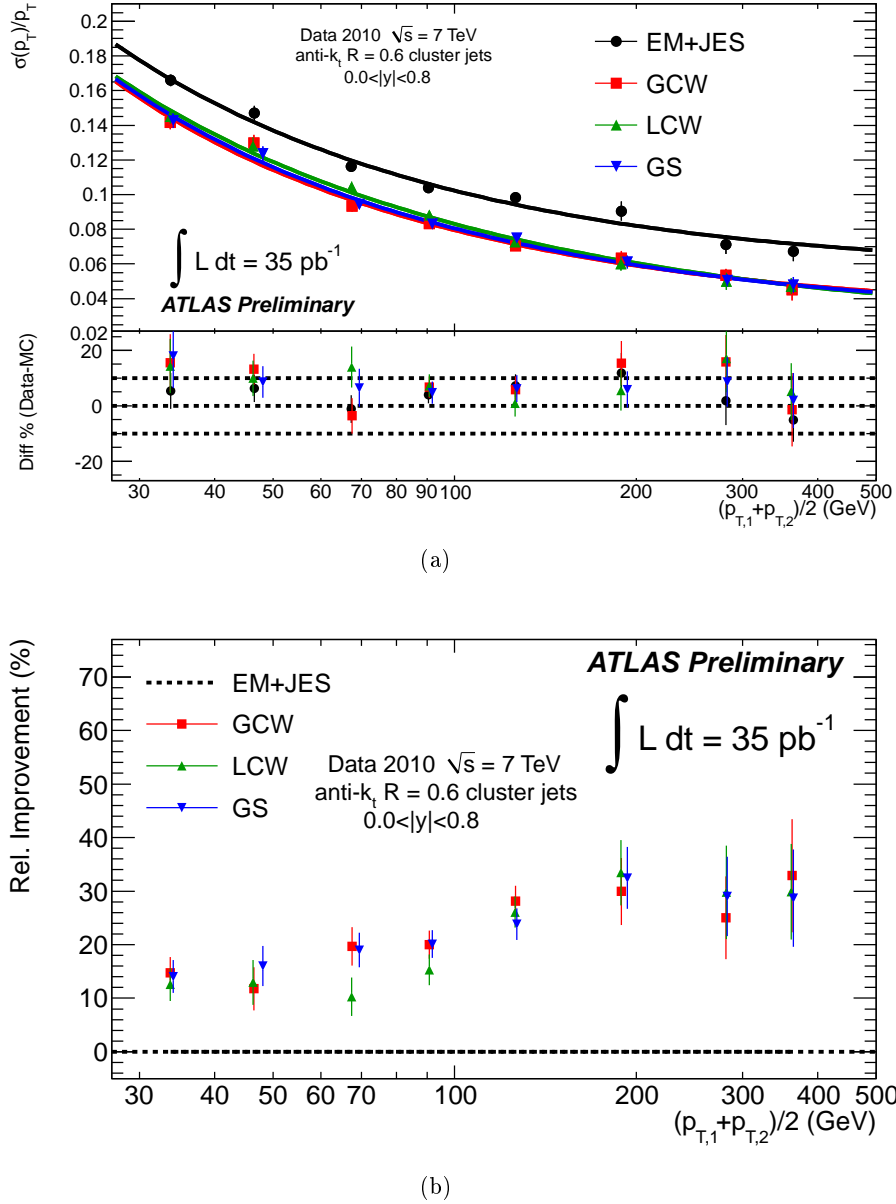 σ(p_T)/p_T
0.2
0.18
0.16
0.14
0.12
0.1
0.08
0.06
0.04
0.02
Data 2010 √s = 7 TeV
anti-k_t R = 0.6 cluster jets
0.0<|y|<0.8
EM+JES
GCW
LCW
GS
∫ L dt = 35 pb⁻¹
ATLAS Preliminary
Diff % (Data-MC)
20
0
-20
30 40 50 60 70 80 90 100 200 300 400 500
(p_T,1+p_T,2)/2 (GeV)
(a)
Rel. Improvement (%)
70
60
50
40
30
20
10
0
EM+JES
GCW
LCW
GS
ATLAS Preliminary
∫ L dt = 35 pb⁻¹
Data 2010 √s = 7 TeV
anti-k_t R = 0.6 cluster jets
0.0<|y|<0.8
30 40 50 60 70 100 200 300 400 500
(p_T,1+p_T,2)/2 (GeV)
(b)